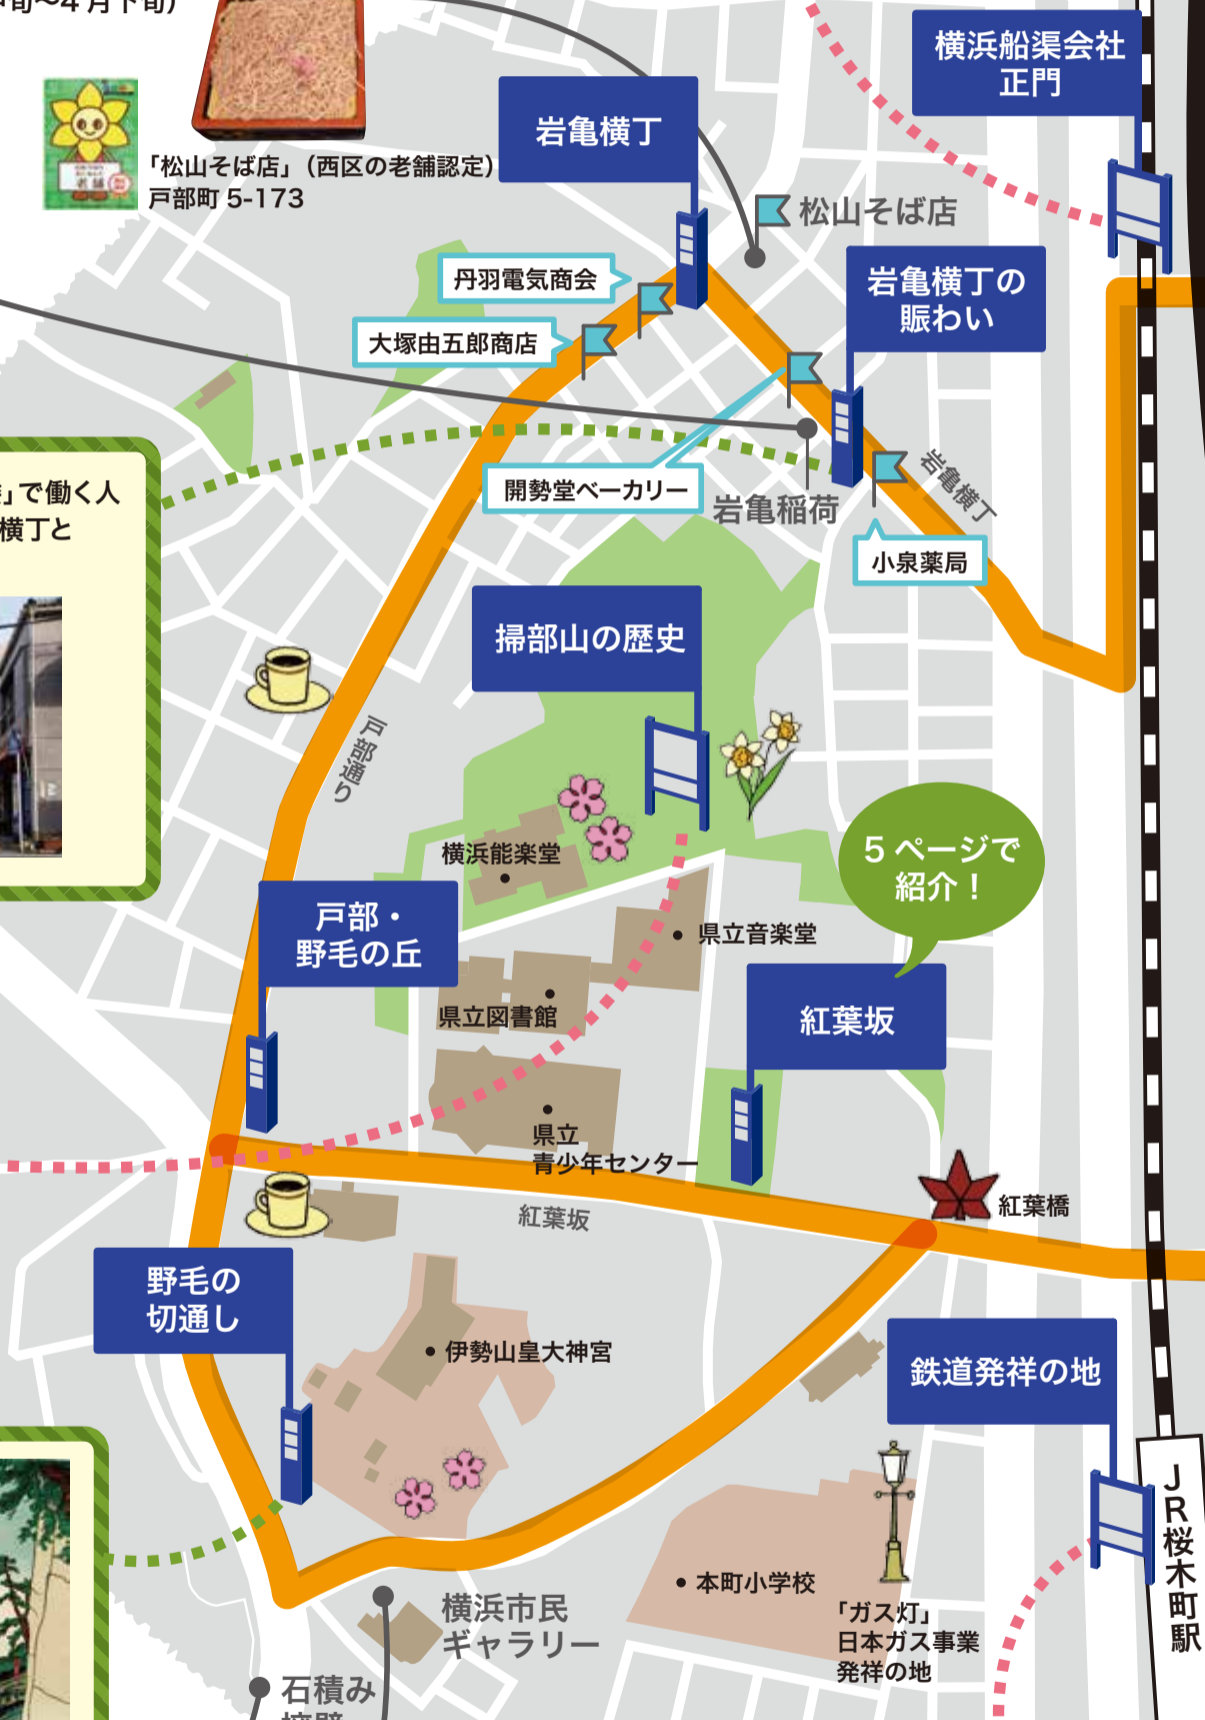 旬～4月下旬）
「松山そば店」（西区の老舗認定）
戸部町 5-173
老舗
横浜船渠会社
正門
岩亀横丁
松山そば店
丹羽電気商会
大塚由五郎商店
岩亀横丁の
賑わい
開勢堂ベーカリー
岩亀稲荷
岩亀横丁
小泉薬局
」で働く人
横丁と
掃部山の歴史
戸部通り
横浜能楽堂
5 ページで
紹介！
戸部・
野毛の丘
県立音楽堂
県立図書館
紅葉坂
県立
青少年センター
紅葉坂
紅葉橋
野毛の
切通し
伊勢山皇大神宮
鉄道発祥の地
JR桜木町駅
本町小学校
「ガス灯」
日本ガス事業
発祥の地
横浜市民
ギャラリー
石積み